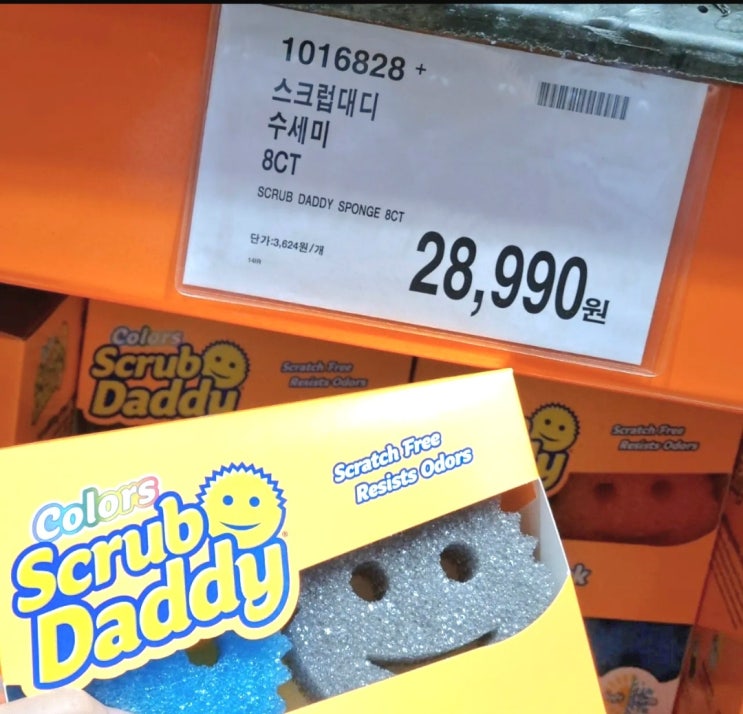 1016828 +
스크럽대디
수세미
8CT
SCRUB DADDY SPONGE 8CT
단가:3,624원/개
28,990원
Colors
Scrub
Daddy
Scratch Free
Resists Odors
Scratch Free
Resists Odors
Colors
Scrub
Daddy
Scratch Free
Resists Odors